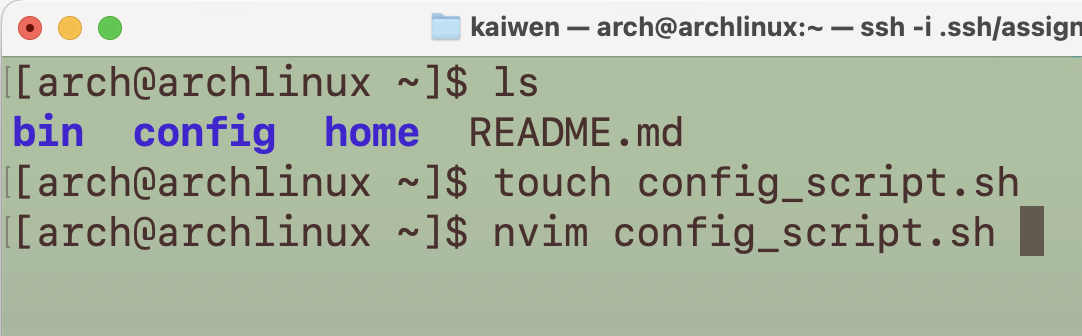 kaiwen — arch@archlinux:~ — ssh -i .ssh/assign
[[arch@archlinux ~]$ ls
bin config home README.md
[[arch@archlinux ~]$ touch config_script.sh
[[arch@archlinux ~]$ nvim config_script.sh